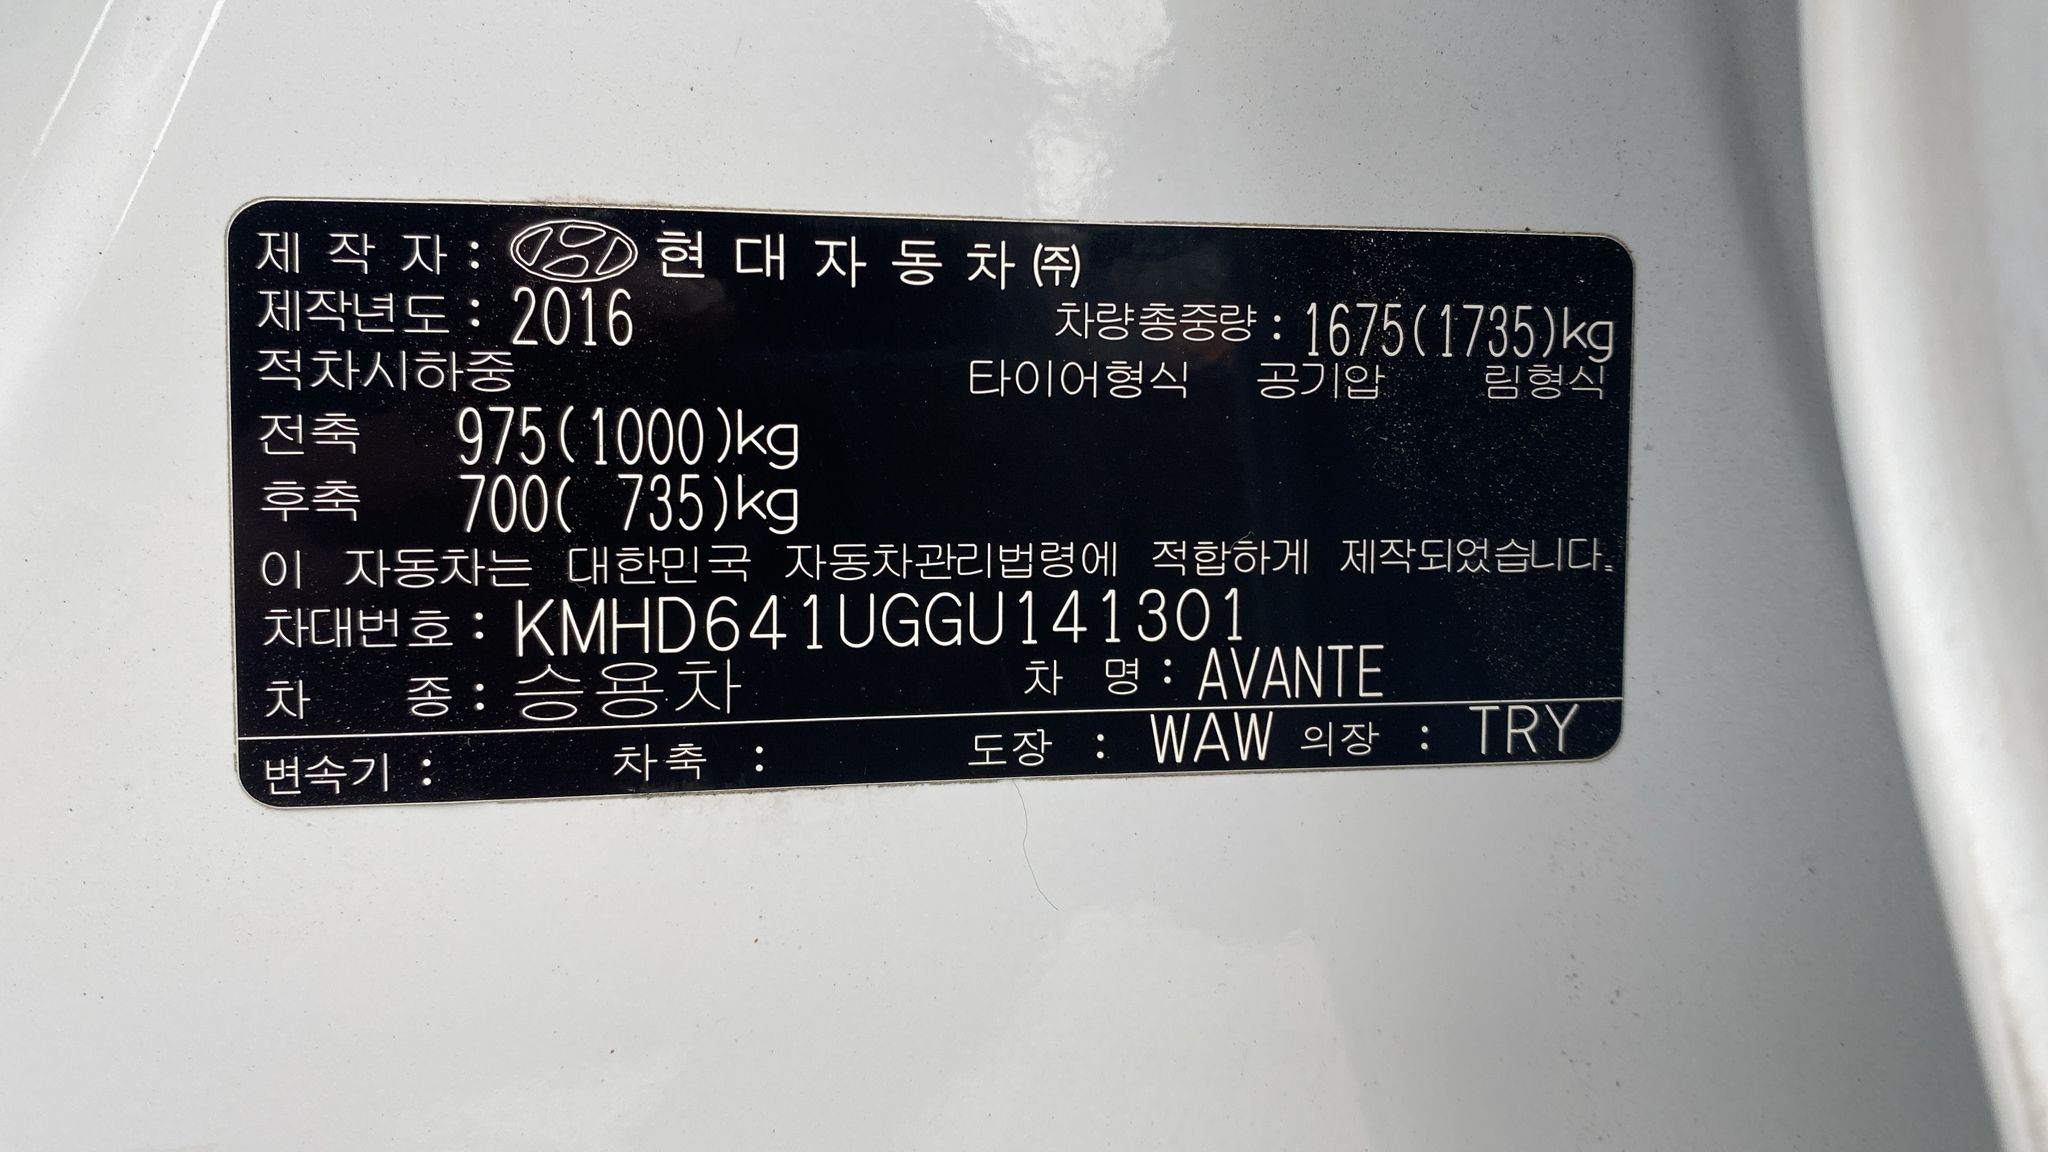 제 작 자 : 현 대 자 동 차 ㈜
제작년도 : 2016 차량총중량 : 1675(1735)kg
적차시하중 타이어형식 공기압 림형식
전축 975(1000)kg
후축 700( 735)kg
이 자동차는 대한민국 자동차관리법령에 적합하게 제작되었습니다.
차대번호 : KMHD641UGGU141301
차 종 : 승용차 차 명 : AVANTE
변속기 : 차축 : 도장 : WAW 의장 : TRY